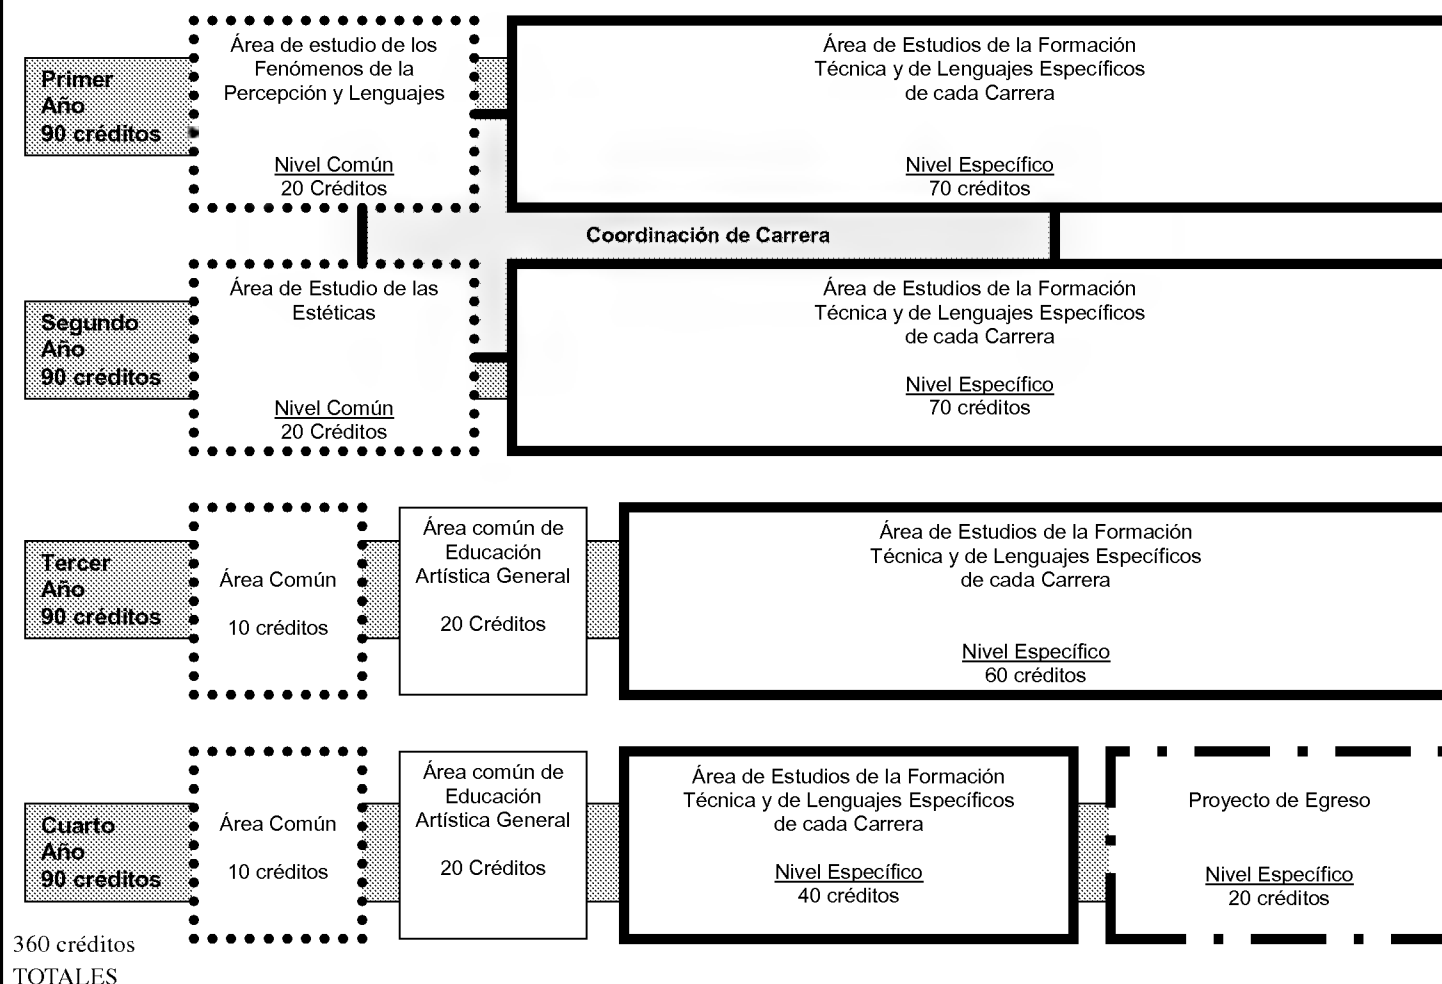 Primer
Año
90 créditos
Área de estudio de los
Fenómenos de la
Percepción y Lenguajes
Nivel Común
20 Créditos
Área de Estudios de la Formación
Técnica y de Lenguajes Específicos
de cada Carrera
Nivel Específico
70 créditos
Coordinación de Carrera
Segundo
Año
90 créditos
Área de Estudio de las
Estéticas
Nivel Común
20 Créditos
Área de Estudios de la Formación
Técnica y de Lenguajes Específicos
de cada Carrera
Nivel Específico
70 créditos
Tercer
Año
90 créditos
Área Común
10 créditos
Área común de
Educación
Artística General
20 Créditos
Área de Estudios de la Formación
Técnica y de Lenguajes Específicos
de cada Carrera
Nivel Específico
60 créditos
Cuarto
Año
90 créditos
Área Común
10 créditos
Área común de
Educación
Artística General
20 Créditos
Área de Estudios de la Formación
Técnica y de Lenguajes Específicos
de cada Carrera
Nivel Específico
40 créditos
Proyecto de Egreso
Nivel Específico
20 créditos
360 créditos
TOTALES